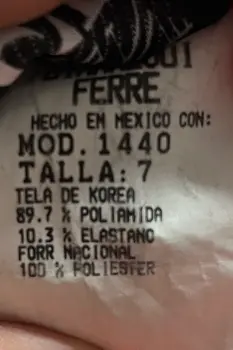 FERRE
HECHO EN MEXICO CON:
MOD. 1440
TALLA: 7
TELA DE KOREA
89.7 % POLIAMIDA
10.3 % ELASTANO
FORR NACIONAL
100 % POLIESTER